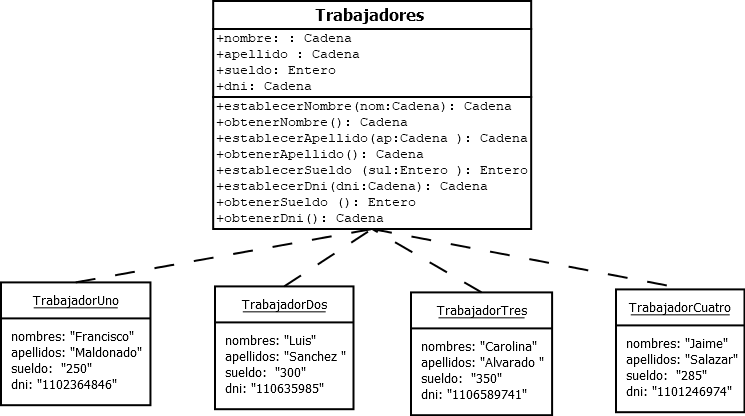 Trabajadores
+nombre: : Cadena
+apellido : Cadena
+sueldo: Entero
+dni: Cadena
+establecerNombre(nom:Cadena): Cadena
+obtenerNombre(): Cadena
+establecerApellido(ap:Cadena ): Cadena
+obtenerApellido(): Cadena
+establecerSueldo (sul:Entero ): Entero
+establecerDni(dni:Cadena): Cadena
+obtenerSueldo (): Entero
+obtenerDni(): Cadena
TrabajadorUno
nombres: "Francisco"
apellidos: "Maldonado"
sueldo:  "250"
dni: "1102364846"
TrabajadorDos
nombres: "Luis"
apellidos: "Sanchez "
sueldo:  "300"
dni: "110635985"
TrabajadorTres
nombres: "Carolina"
apellidos: "Alvarado "
sueldo:  "350"
dni: "1106589741"
TrabajadorCuatro
nombres: "Jaime"
apellidos: "Salazar"
sueldo:  "285"
dni: "1101246974"